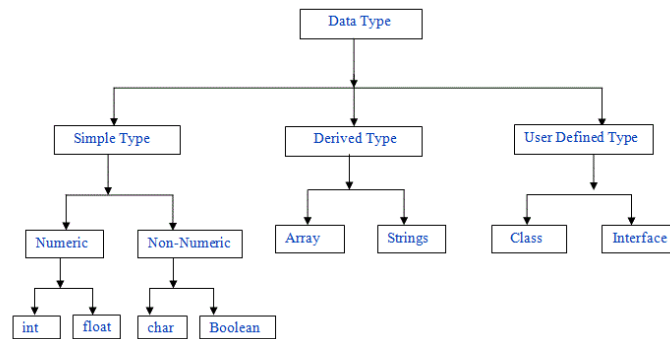 Data Type
Simple Type
Derived Type
User Defined Type
Numeric
Non-Numeric
Array
Strings
Class
Interface
int
float
char
Boolean